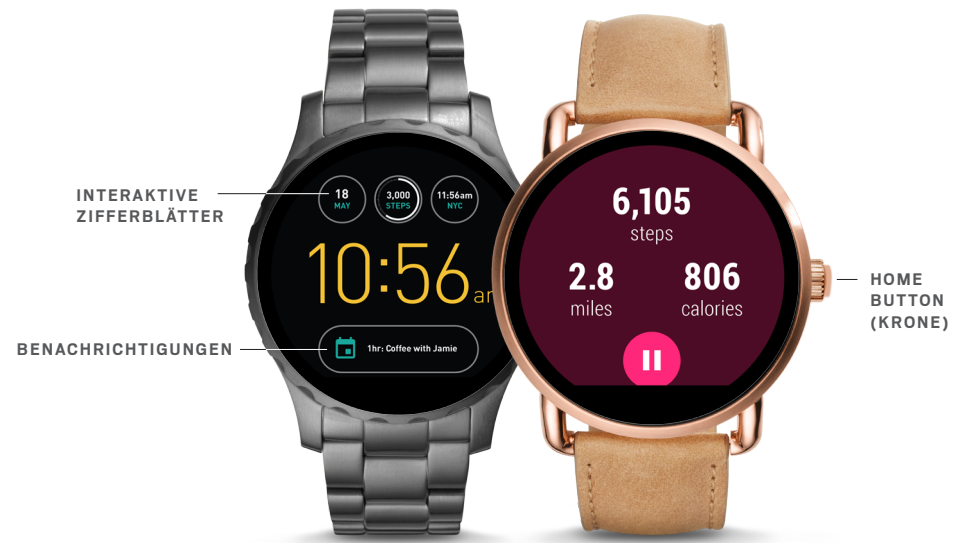 INTERAKTIVE
ZIFFERBLÄTTER
BENACHRICHTIGUNGEN
18
MAY
3,000
STEPS
11:56am
NYC
10:56
1hr: Coffee with Jamie
6,105
steps
2.8
miles
806
calories
HOME
BUTTON
(KRONE)